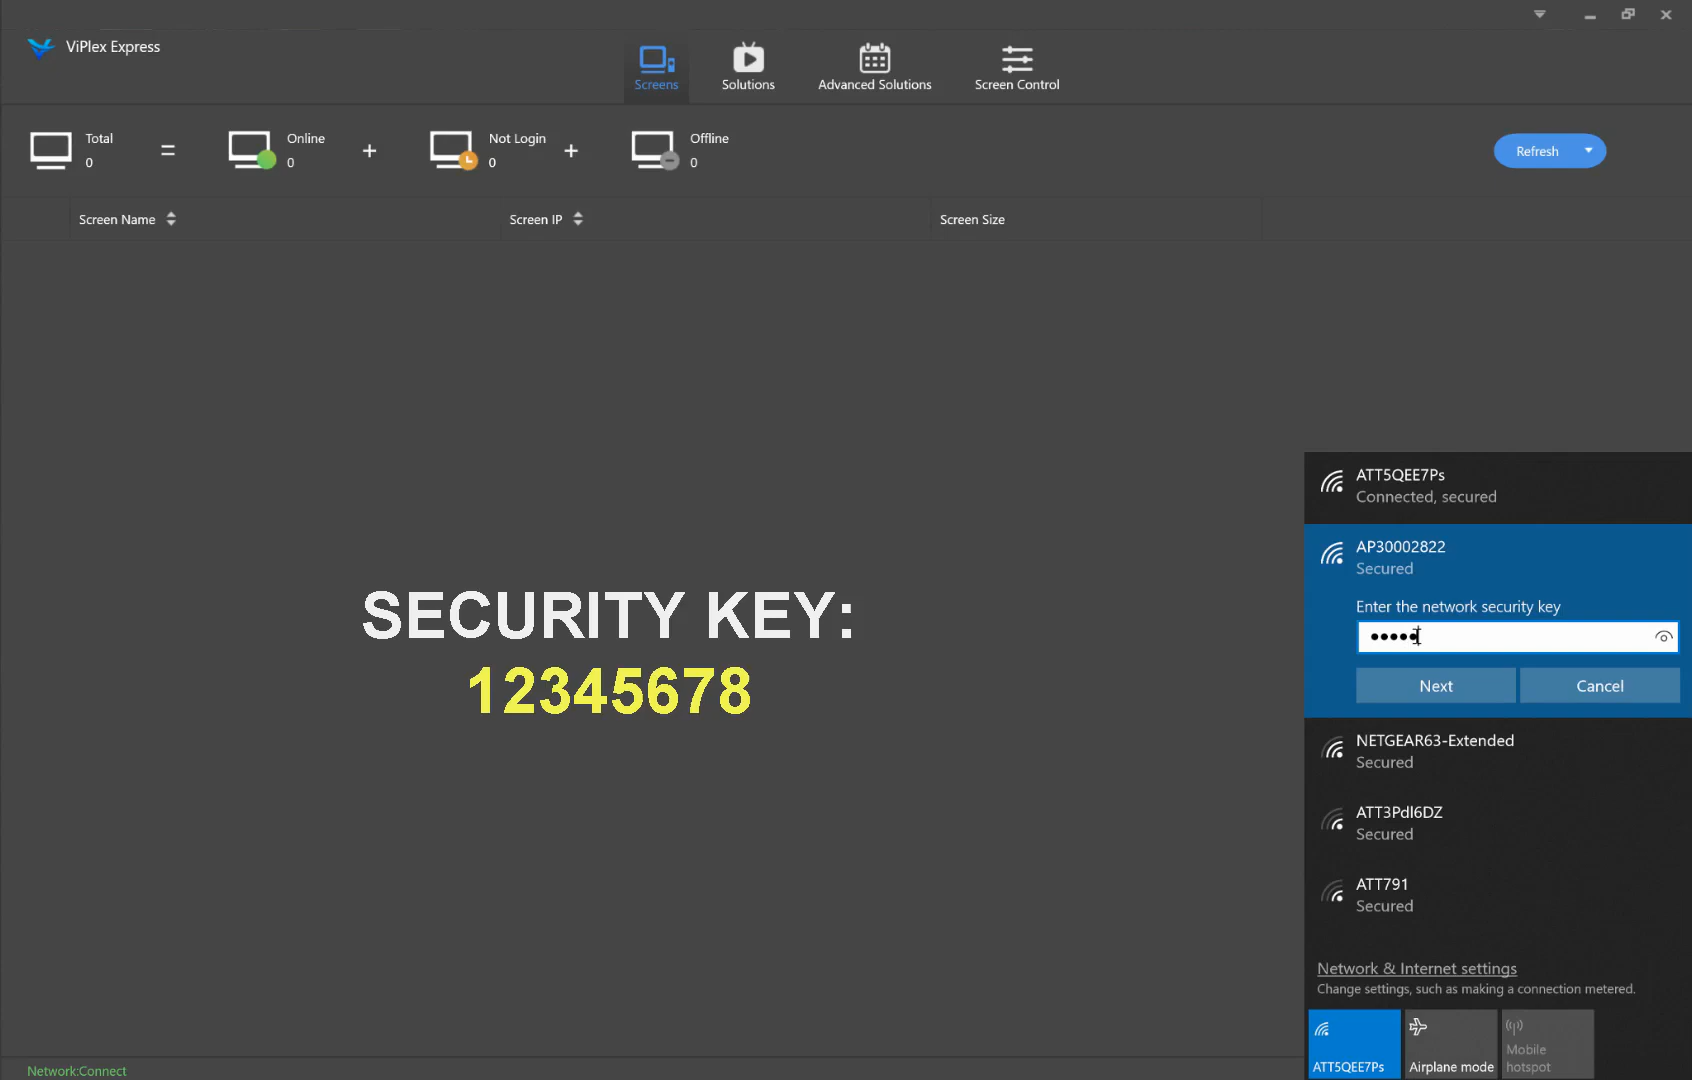 ViPlex Express
Screens
Solutions
Advanced Solutions
Screen Control
Total
0
=
Online
0
+
Not Login
0
+
Offline
0
Refresh
Screen Name
Screen IP
Screen Size
SECURITY KEY:
12345678
ATT5QEE7Ps
Connected, secured
AP30002822
Secured
Enter the network security key
•••••
Next
Cancel
NETGEAR63-Extended
Secured
ATT3Pdl6DZ
Secured
ATT791
Secured
Network & Internet settings
Change settings, such as making a connection metered.
ATT5QEE7Ps
Airplane mode
Mobile
hotspot
Network:Connect